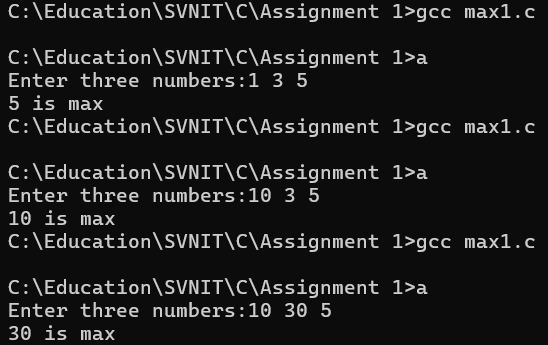 C:\Education\SVNIT\C\Assignment 1>gcc max1.c
C:\Education\SVNIT\C\Assignment 1>a
Enter three numbers:1 3 5
5 is max
C:\Education\SVNIT\C\Assignment 1>gcc max1.c
C:\Education\SVNIT\C\Assignment 1>a
Enter three numbers:10 3 5
10 is max
C:\Education\SVNIT\C\Assignment 1>gcc max1.c
C:\Education\SVNIT\C\Assignment 1>a
Enter three numbers:10 30 5
30 is max